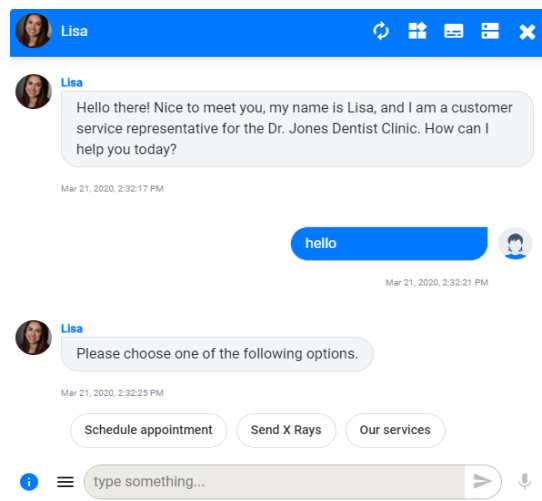 Lisa
Lisa
Hello there! Nice to meet you, my name is Lisa, and I am a customer
service representative for the Dr. Jones Dentist Clinic. How can I
help you today?
Mar 21, 2020, 2:32:17 PM
hello
Mar 21, 2020, 2:32:21 PM
Lisa
Please choose one of the following options.
Mar 21, 2020, 2:32:25 PM
Schedule appointment Send X Rays Our services
type something...